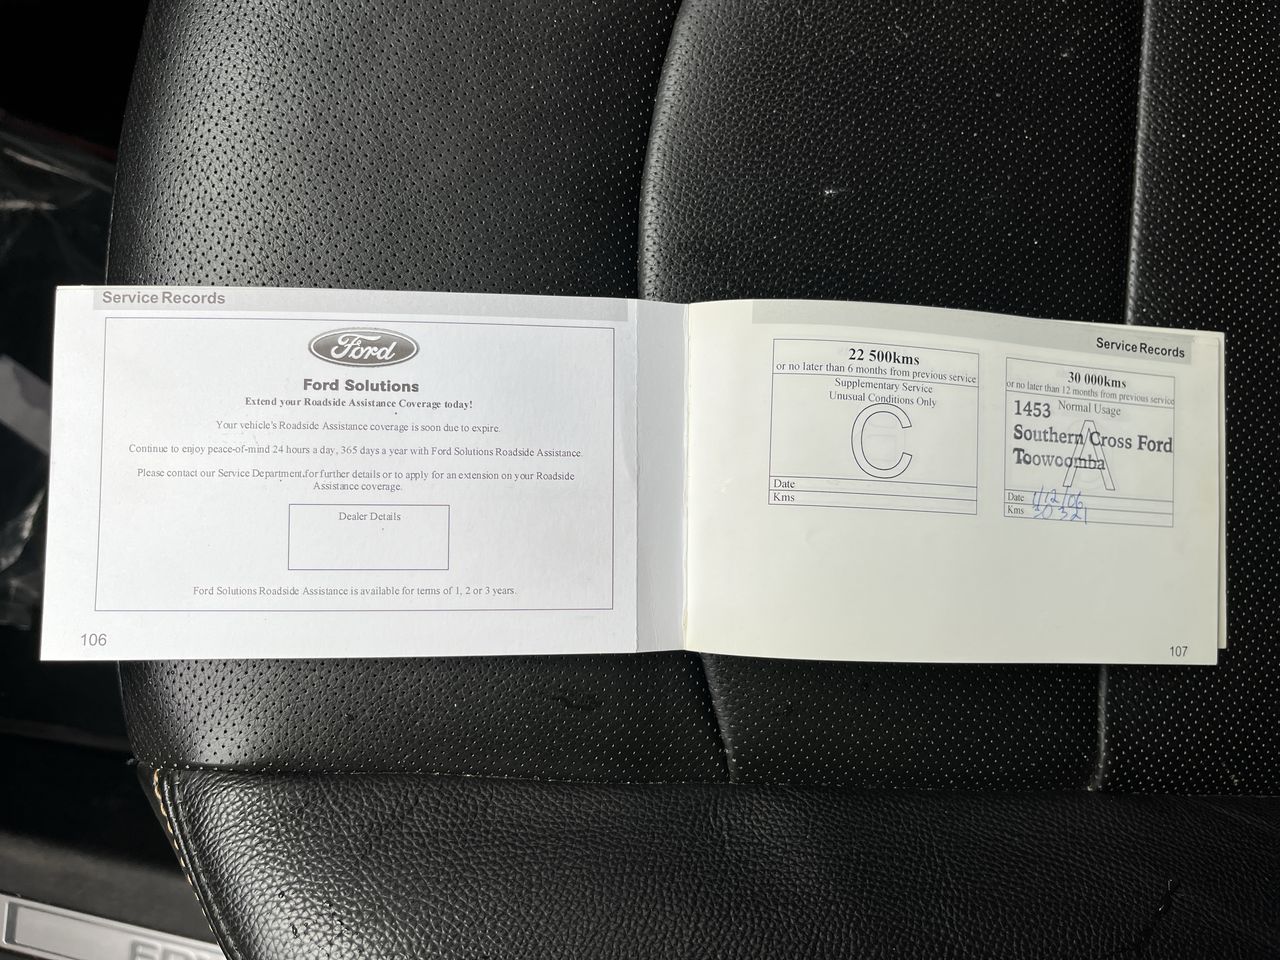 Service Records
Ford
Ford Solutions
Extend your Roadside Assistance Coverage today!
Your vehicle's Roadside Assistance coverage is soon due to expire.
Continue to enjoy peace-of-mind 24 hours a day, 365 days a year with Ford Solutions Roadside Assistance.
Please contact our Service Department for further details or to apply for an extension on your Roadside
Assistance coverage.
Dealer Details
Ford Solutions Roadside Assistance is available for terms of 1, 2 or 3 years.
106
Service Records
22 500kms
or no later than 6 months from previous service
Supplementary Service
Unusual Conditions Only
C
Date
Kms
30 000kms
or no later than 12 months from previous service
Normal Usage
A
1453
Southern Cross Ford
Toowoomba
Date 1/12/06
Kms 30 321
107